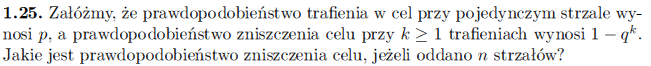 1.25. Załóżmy, że prawdopodobieństwo trafienia w cel przy pojedynczym strzale wy-
nosi p, a prawdopodobieństwo zniszczenia celu przy k ≥ 1 trafieniach wynosi 1 − q^k.
Jakie jest prawdopodobieństwo zniszczenia celu, jeżeli oddano n strzałów?